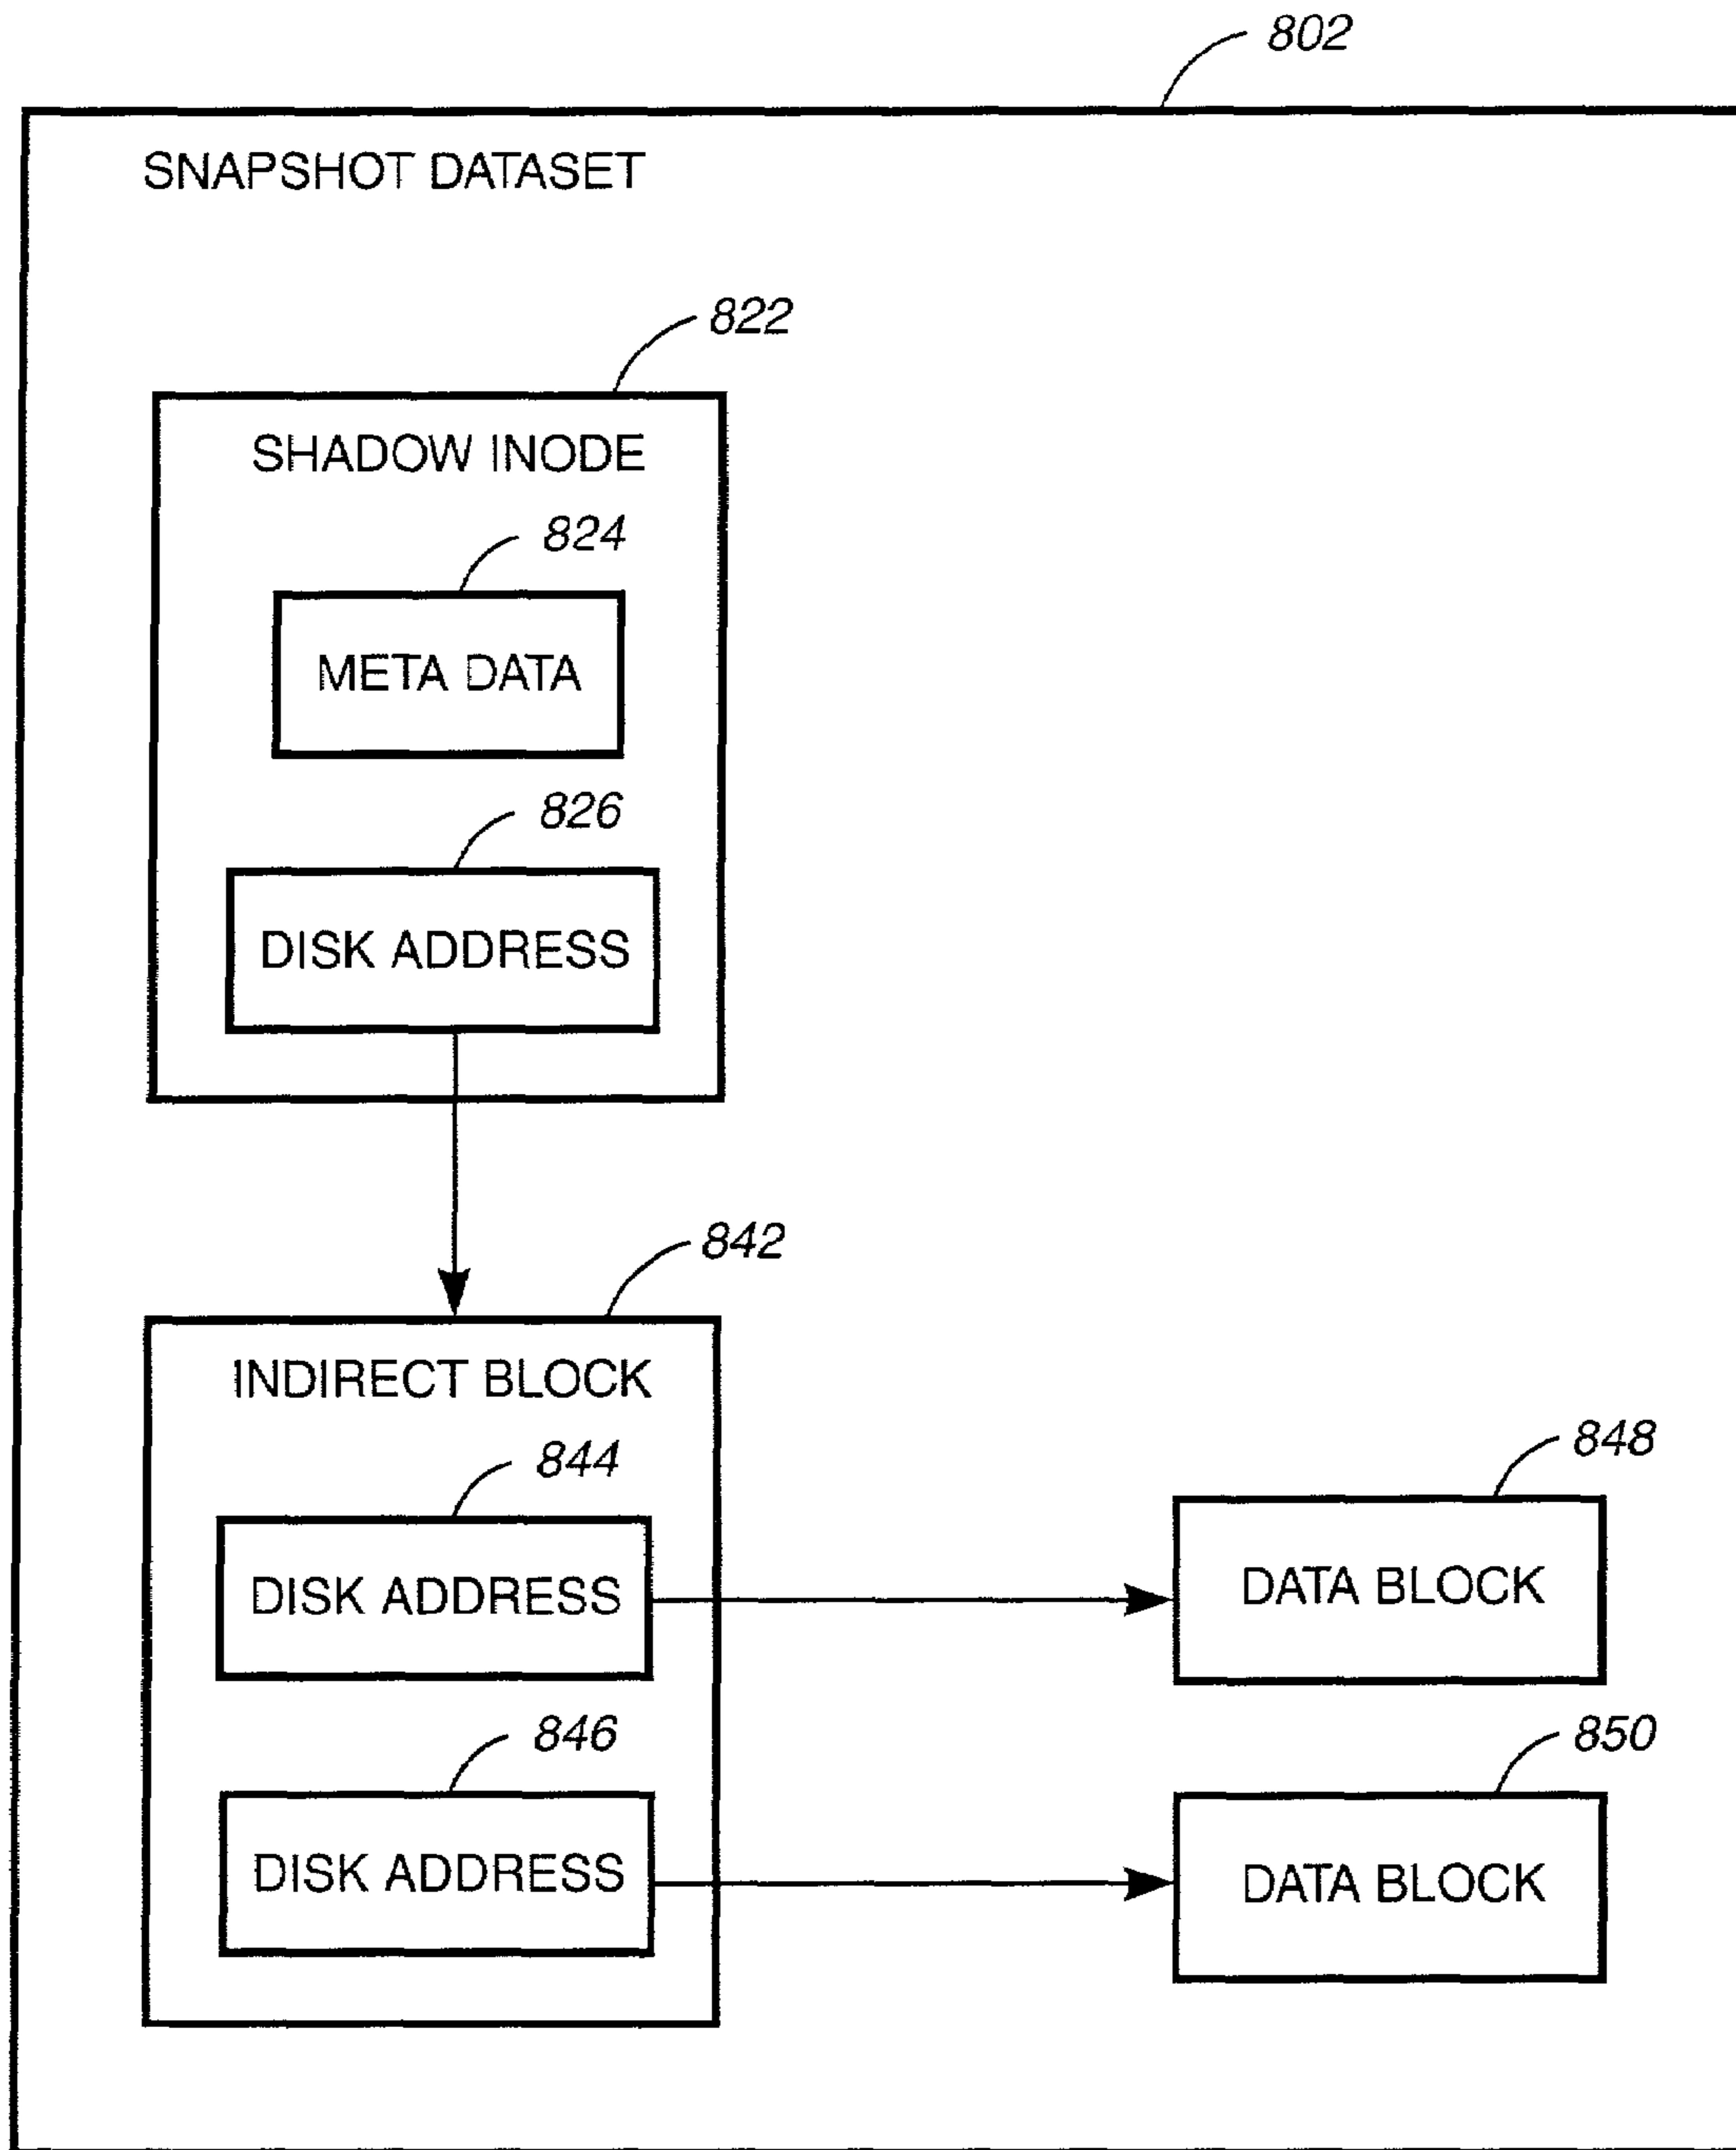 802
SNAPSHOT DATASET
822
SHADOW INODE
824
META DATA
826
DISK ADDRESS
842
INDIRECT BLOCK
844
DISK ADDRESS
848
DATA BLOCK
846
DISK ADDRESS
850
DATA BLOCK